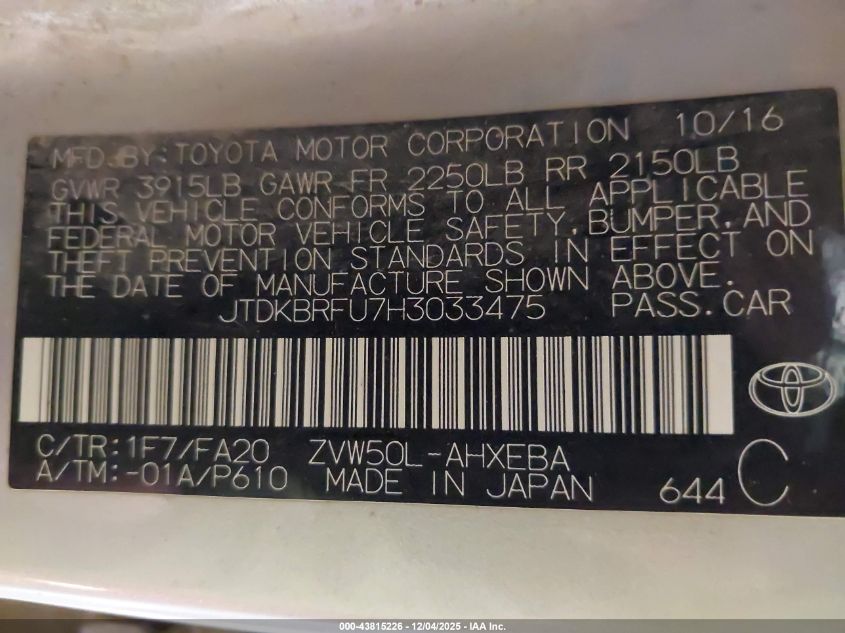 MFD.BY:TOYOTA MOTOR CORPORATION 10/16
GVWR 3915LB GAWR FR 2250LB RR 2150LB
THIS VEHICLE CONFORMS TO ALL APPLICABLE
FEDERAL MOTOR VEHICLE SAFETY,BUMPER,AND
THEFT PREVENTION STANDARDS IN EFFECT ON
THE DATE OF MANUFACTURE SHOWN ABOVE.
JTDKBRFU7H3033475 PASS.CAR
C/TR:1F7/FA20 ZVW50L-AHXEBA
A/TM:-01A/P610 MADE IN JAPAN 644 C
000-43815226 - 12/04/2025 - IAA Inc.